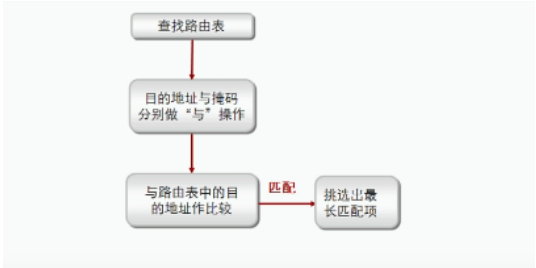 查找路由表
目的地址与掩码
分别做“与”操作
与路由表中的目
的地址作比较
匹配
挑选出最
长匹配项